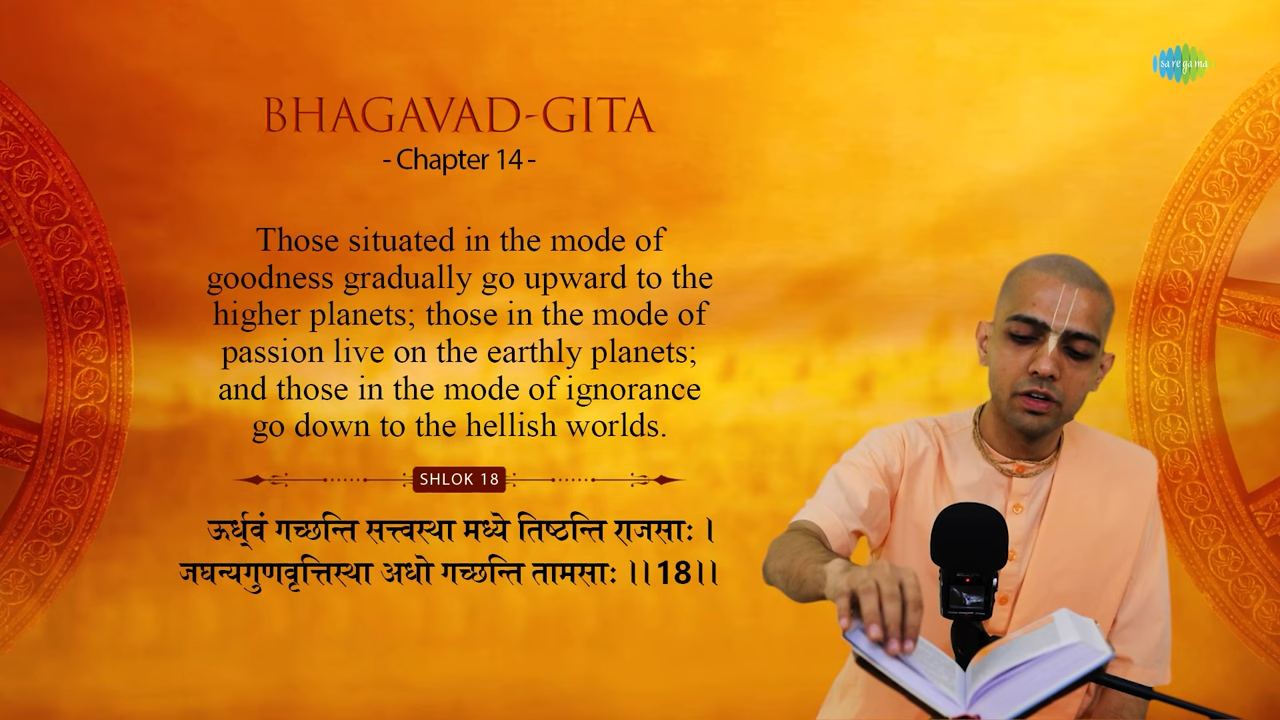 saregama
BHAGAVAD-GITA
- Chapter 14 -
Those situated in the mode of
goodness gradually go upward to the
higher planets; those in the mode of
passion live on the earthly planets;
and those in the mode of ignorance
go down to the hellish worlds.
SHLOK 18
ऊर्ध्वं गच्छन्ति सत्त्वस्था मध्ये तिष्ठन्ति राजसाः ।
जघन्यगुणवृत्तिस्था अधो गच्छन्ति तामसाः ।।18।।